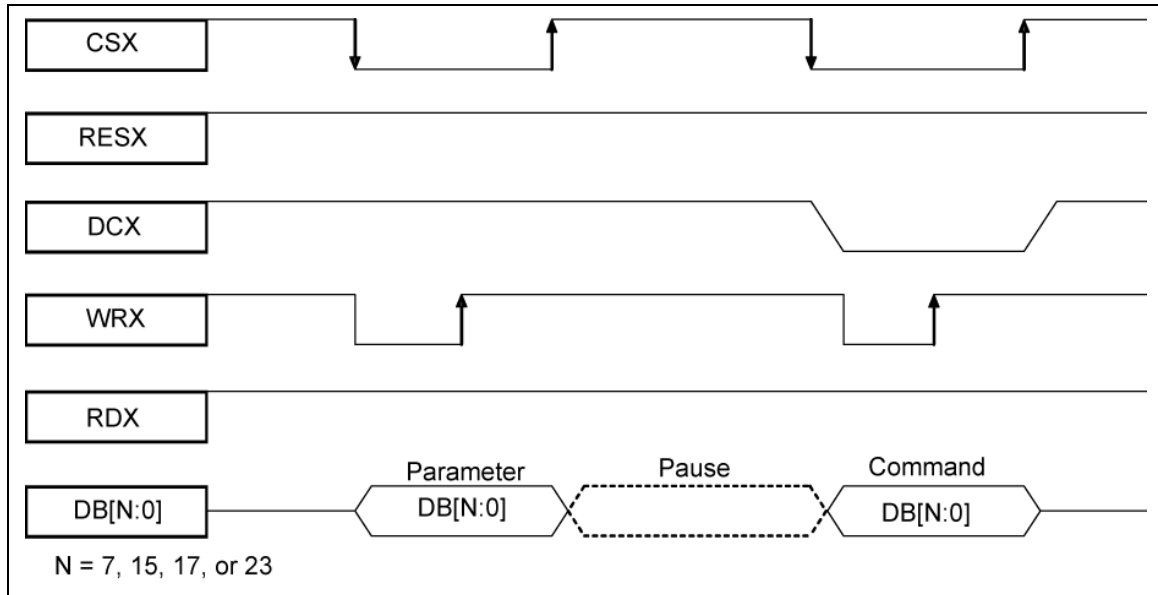 CSX
RESX
DCX
WRX
RDX
Parameter Pause Command
DB[N:0] DB[N:0] DB[N:0]
N = 7, 15, 17, or 23